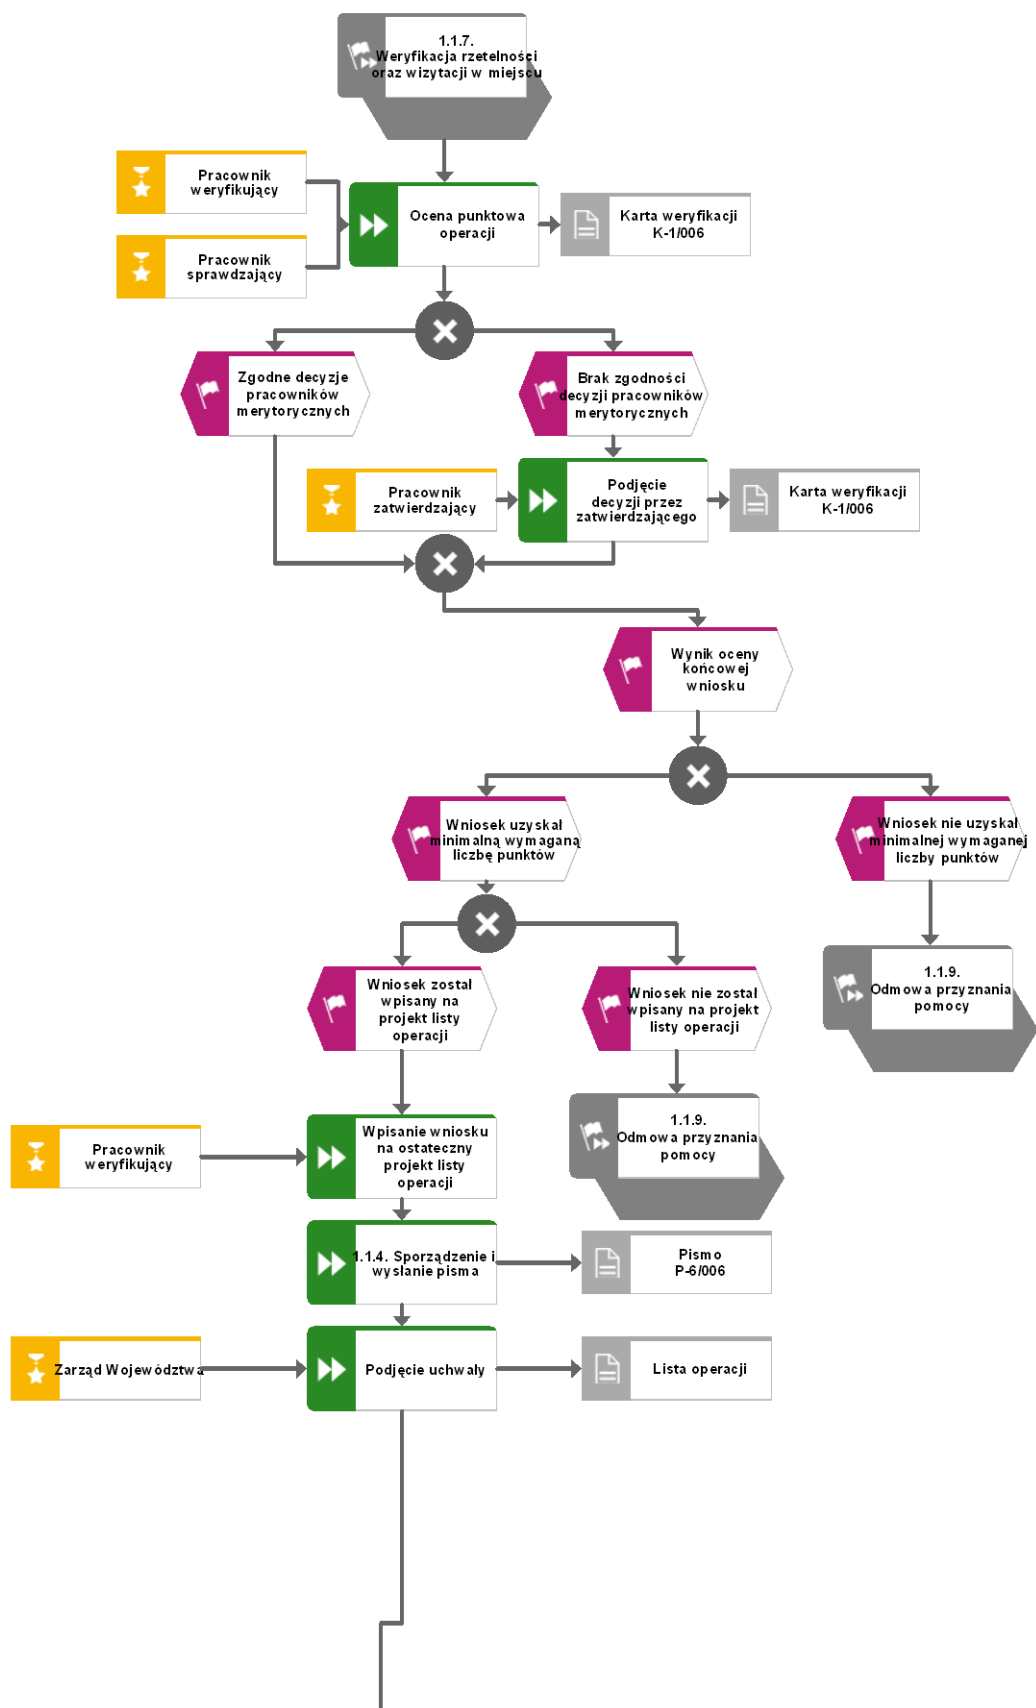 1.1.7.
Weryfikacja rzetelności
oraz wizytacji w miejscu
Pracownik
weryfikujący
Ocena punktowa
operacji
Karta weryfikacji
K-1/006
Pracownik
sprawdzający
Zgodne decyzje
pracowników
merytorycznych
Brak zgodności
decyzji pracowników
merytorycznych
Pracownik
zatwierdzający
Podjęcie
decyzji przez
zatwierdzającego
Karta weryfikacji
K-1/006
Wynik oceny
końcowej
wniosku
Wniosek uzyskał
minimalną wymaganą
liczbę punktów
Wniosek nie uzyskał
minimalnej wymaganej
liczby punktów
Wniosek został
wpisany na
projekt listy
operacji
Wniosek nie został
wpisany na projekt
listy operacji
1.1.9.
Odmowa przyznania
pomocy
Pracownik
weryfikujący
Wpisanie wniosku
na ostateczny
projekt listy
operacji
1.1.9.
Odmowa przyznania
pomocy
1.1.4. Sporządzenie i
wysłanie pisma
Pismo
P-6/006
Zarząd Województwa
Podjęcie uchwały
Lista operacji